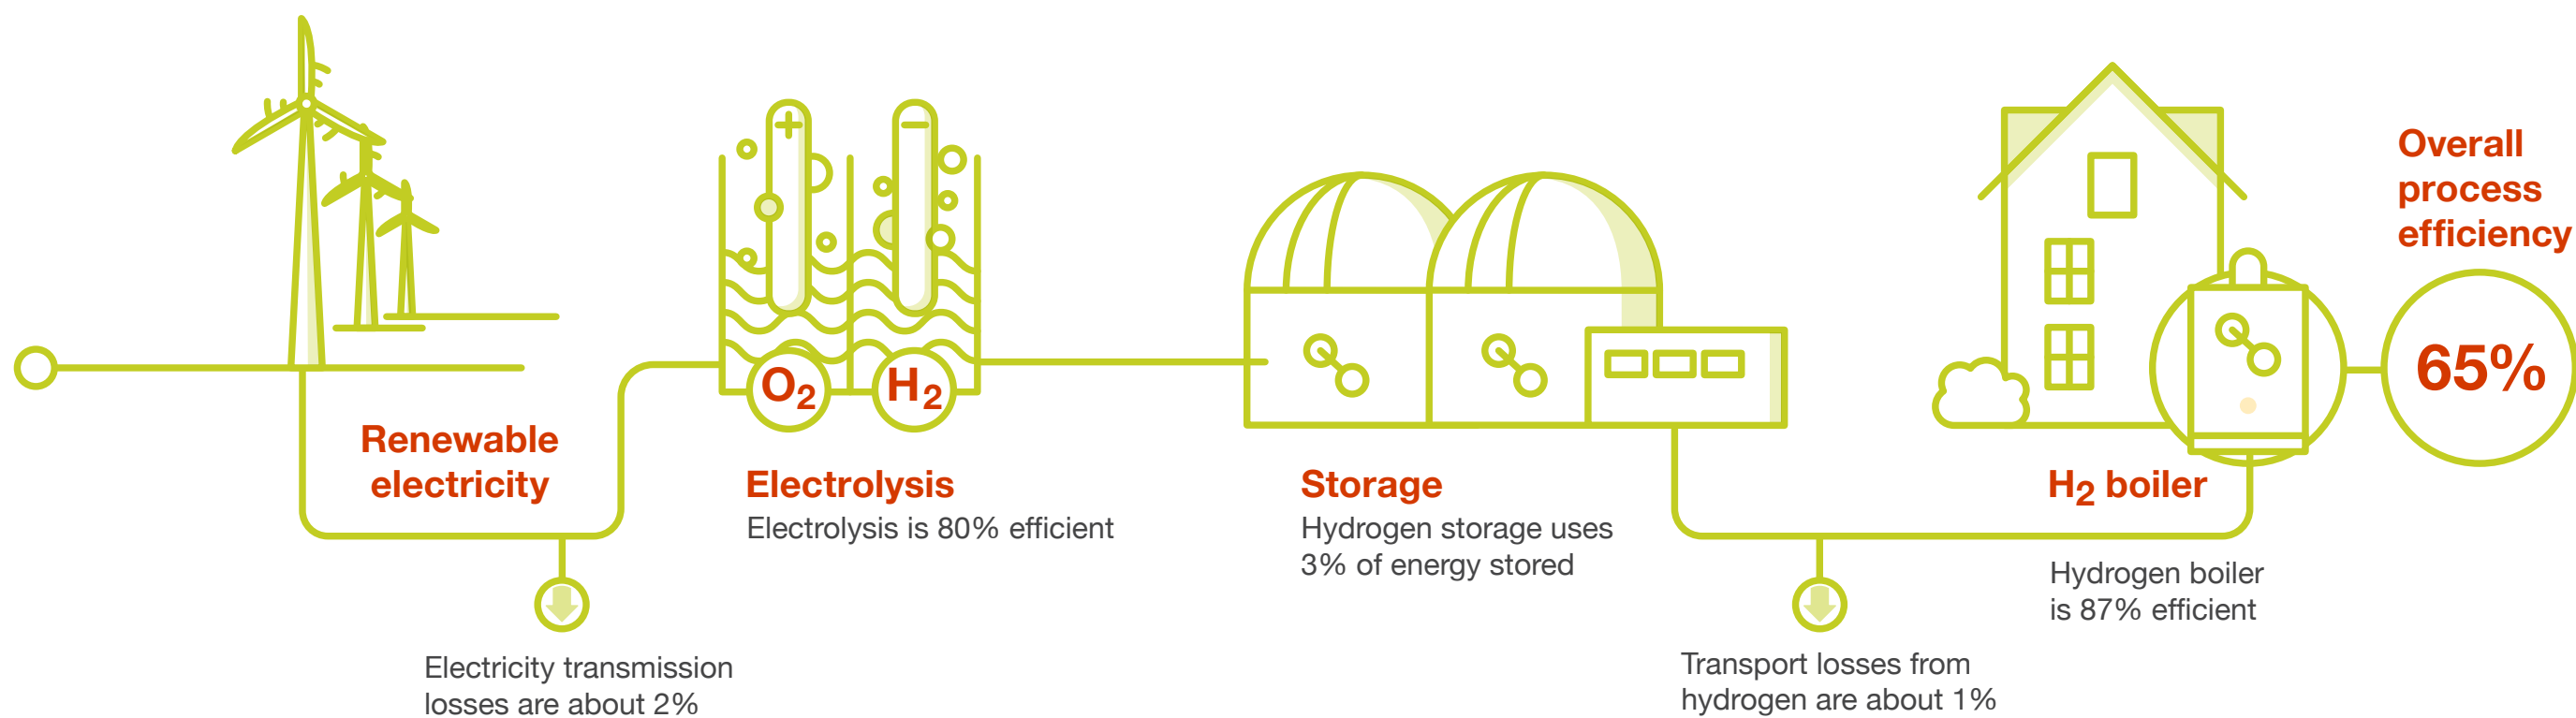 Overall
process
efficiency
65%
O2
H2
Renewable
electricity
Electrolysis
Electrolysis is 80% efficient
Storage
Hydrogen storage uses
3% of energy stored
H2 boiler
Hydrogen boiler
is 87% efficient
Electricity transmission
losses are about 2%
Transport losses from
hydrogen are about 1%